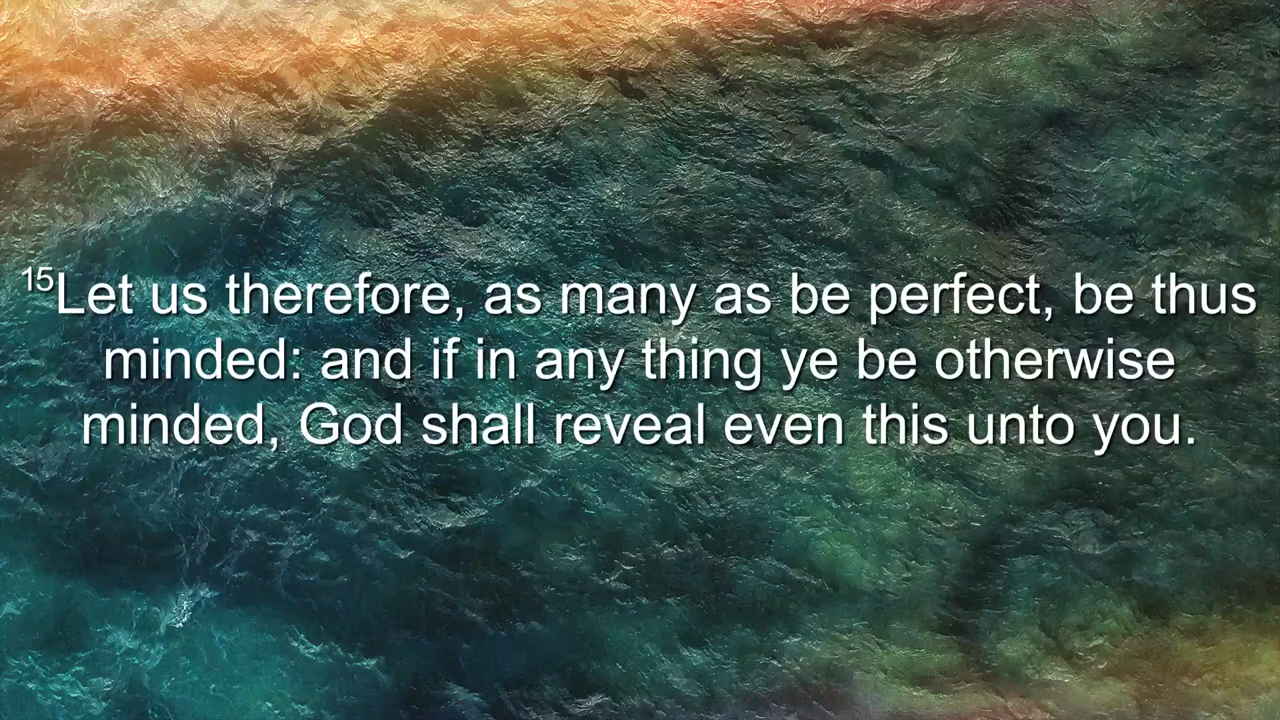 15Let us therefore, as many as be perfect, be thus
minded: and if in any thing ye be otherwise
minded, God shall reveal even this unto you.